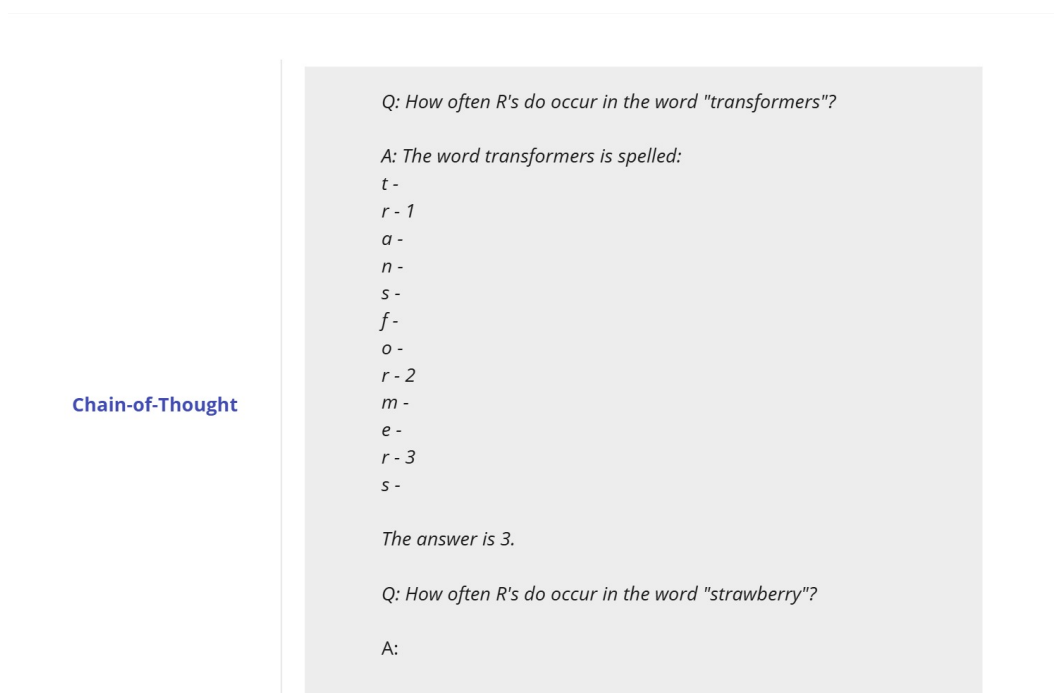 Q: How often R's do occur in the word "transformers"?
A: The word transformers is spelled:
t -
r - 1
a -
n -
s -
f -
o -
r - 2
m -
e -
r - 3
s -
The answer is 3.
Q: How often R's do occur in the word "strawberry"?
A:
Chain-of-Thought